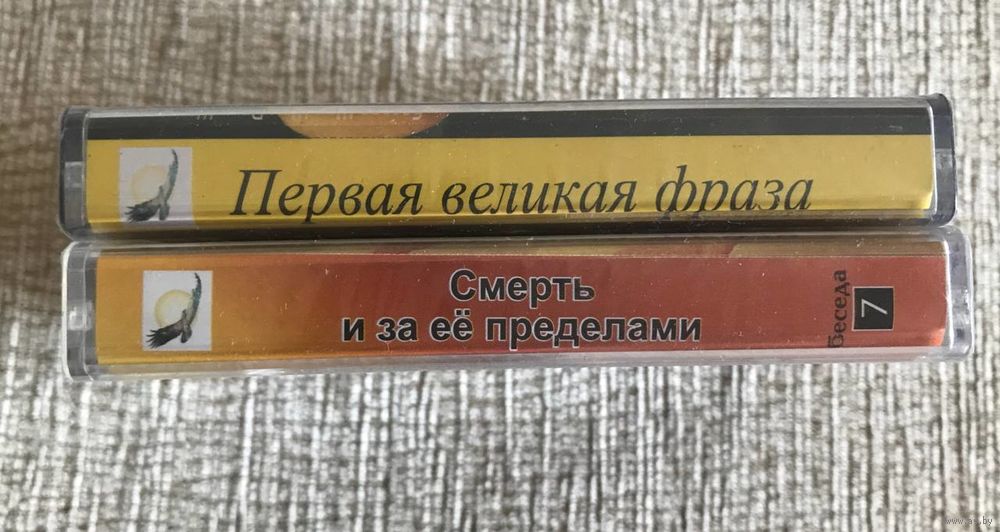 Первая великая фраза
Смерть
и за её пределами
беседа
7